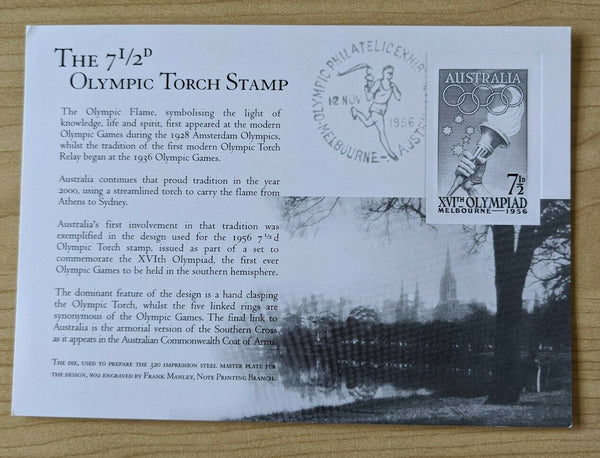 THE 7 1/2D
OLYMPIC TORCH STAMP
The Olympic Flame, symbolising the light of
knowledge, life and spirit, first appeared at the modern
Olympic Games during the 1928 Amsterdam Olympics,
whilst the tradition of the first modern Olympic Torch
Relay began at the 1936 Olympic Games.
Australia continues that proud tradition in the year
2000, using a streamlined torch to carry the flame from
Athens to Sydney.
Australia's first involvement in that tradition was
exemplified in the design used for the 1956 7 1/2 d
Olympic Torch stamp, issued as part of a set to
commemorate the XVIth Olympiad, the first ever
Olympic Games to be held in the southern hemisphere.
The dominant feature of the design is a hand clasping
the Olympic Torch, whilst the five linked rings are
synonymous of the Olympic Games. The final link to
Australia is the armorial version of the Southern Cross
as it appears in the Australian Commonwealth Coat of Arms.
THE DIE, USED TO PREPARE THE 320 IMPRESSION STEEL MASTER PLATE FOR
THE DESIGN, WAS ENGRAVED BY FRANK MANLEY, NOTE PRINTING BRANCH.
OLYMPIC PHILATELIC
12 NOV
1956
MELBOURNE-
AUSTRALIA
7½D
XVITH OLYMPIAD
MELBOURNE-1956